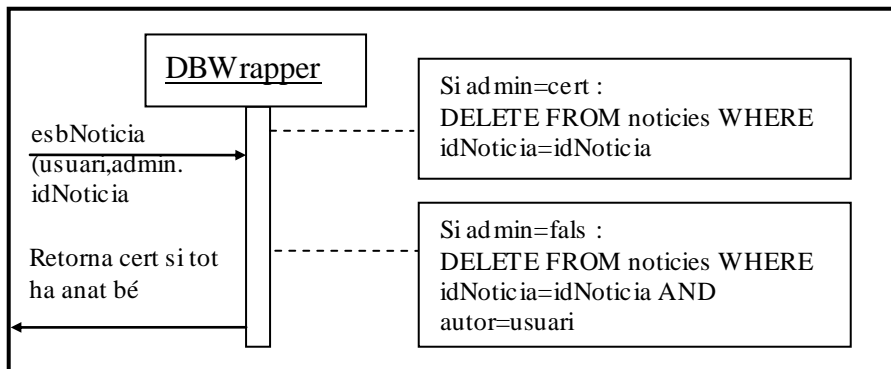 DBWrapper
esbNoticia
(usuari,admin.
idNoticia
Retorna cert si tot
ha anat bé
Si admin=cert :
DELETE FROM noticies WHERE
idNoticia=idNoticia
Si admin=fals :
DELETE FROM noticies WHERE
idNoticia=idNoticia AND
autor=usuari